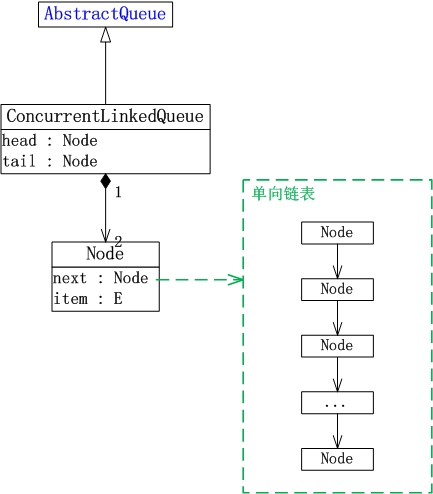 AbstractQueue
ConcurrentLinkedQueue
head : Node
tail : Node
1
2
Node
next : Node
item : E
单向链表
Node
Node
Node
...
Node